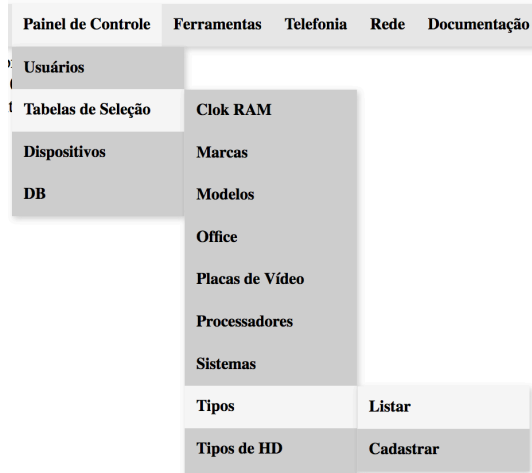 Painel de Controle Ferramentas Telefonia Rede Documentação
Usuários
Tabelas de Seleção
Dispositivos
DB
Clok RAM
Marcas
Modelos
Office
Placas de Vídeo
Processadores
Sistemas
Tipos
Tipos de HD
Listar
Cadastrar